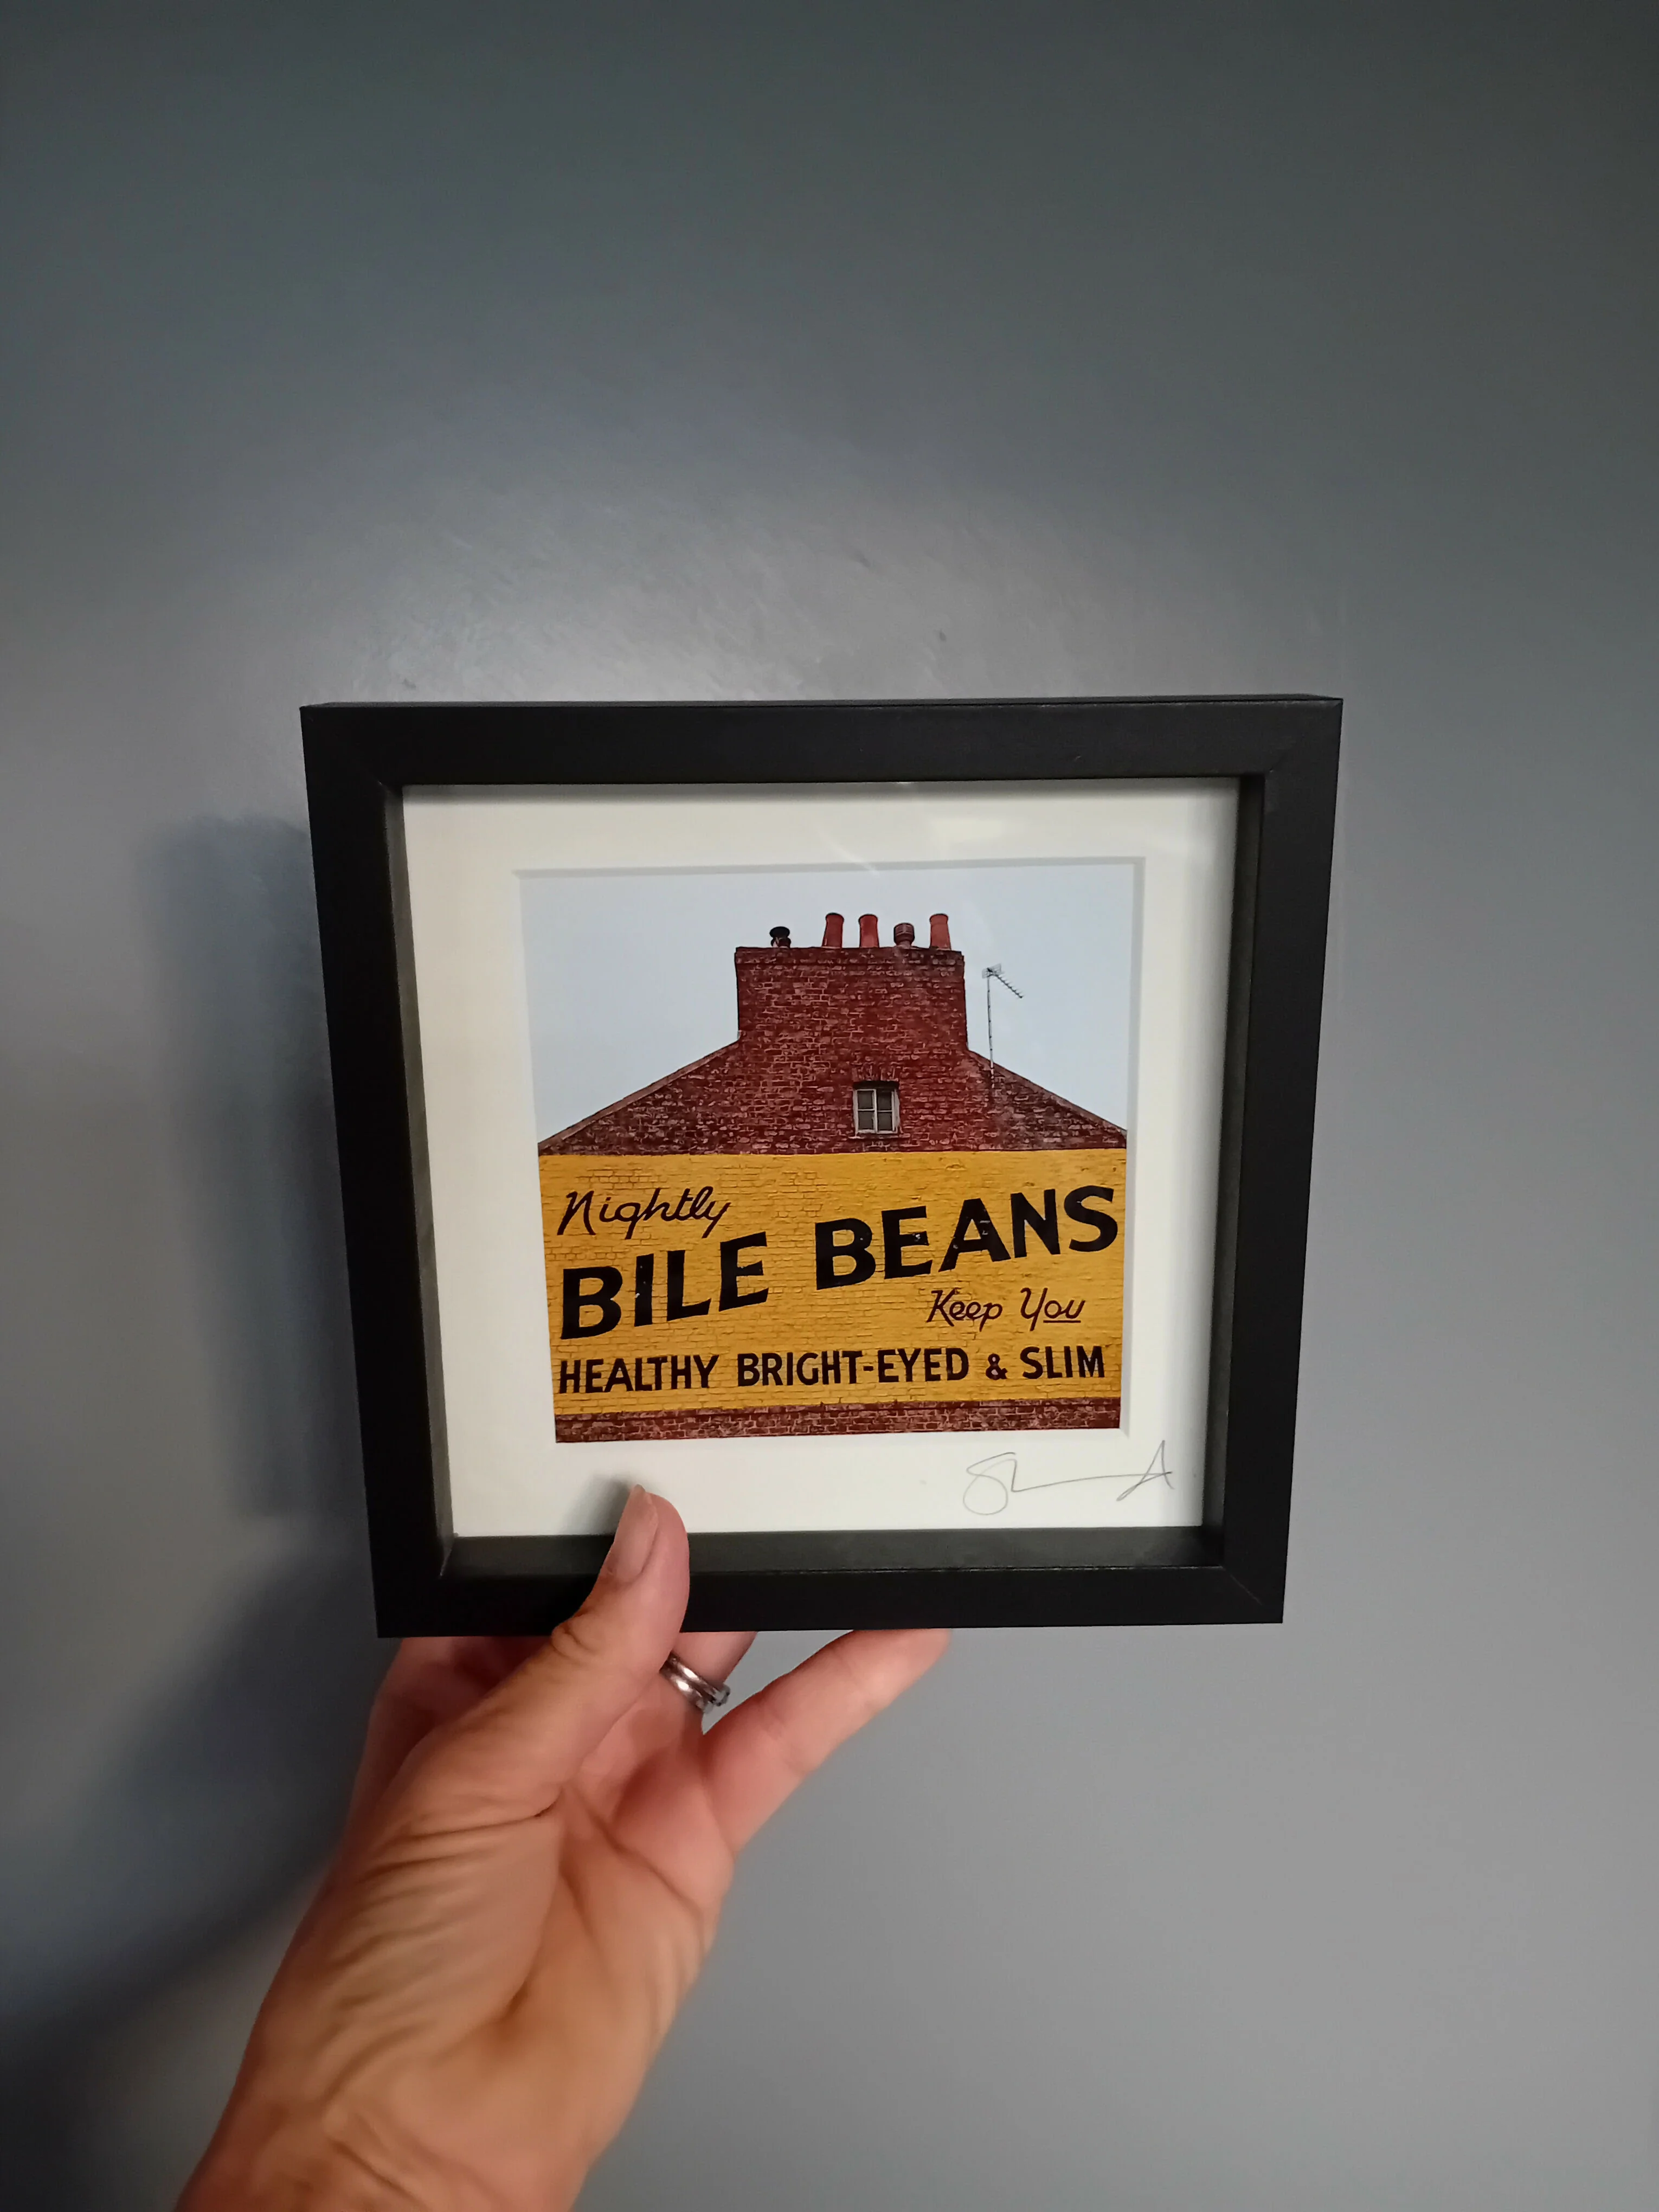 Nightly
BILE BEANS
Keep You
HEALTHY BRIGHT-EYED & SLIM